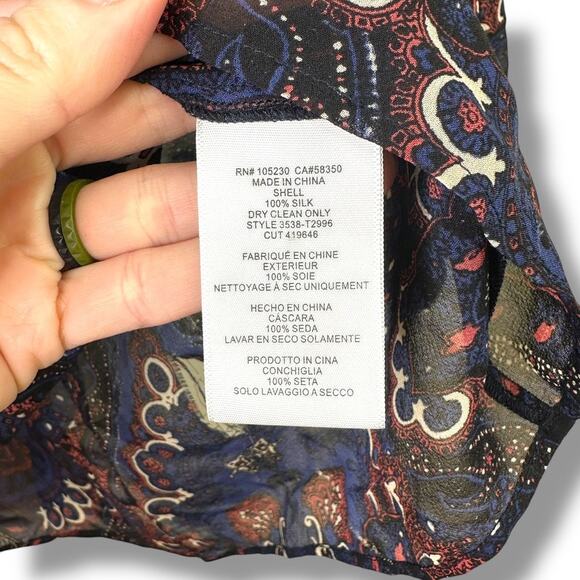 RN# 105230 CA#58350
MADE IN CHINA
SHELL
100% SILK
DRY CLEAN ONLY
STYLE 3538-T2996
CUT 419646
FABRIQUÉ EN CHINE
EXTERIEUR
100% SOIE
NETTOYAGE À SEC UNIQUEMENT
HECHO EN CHINA
CÁSCARA
100% SEDA
LAVAR EN SECO SOLAMENTE
PRODOTTO IN CINA
CONCHIGLIA
100% SETA
SOLO LAVAGGIO A SECCO